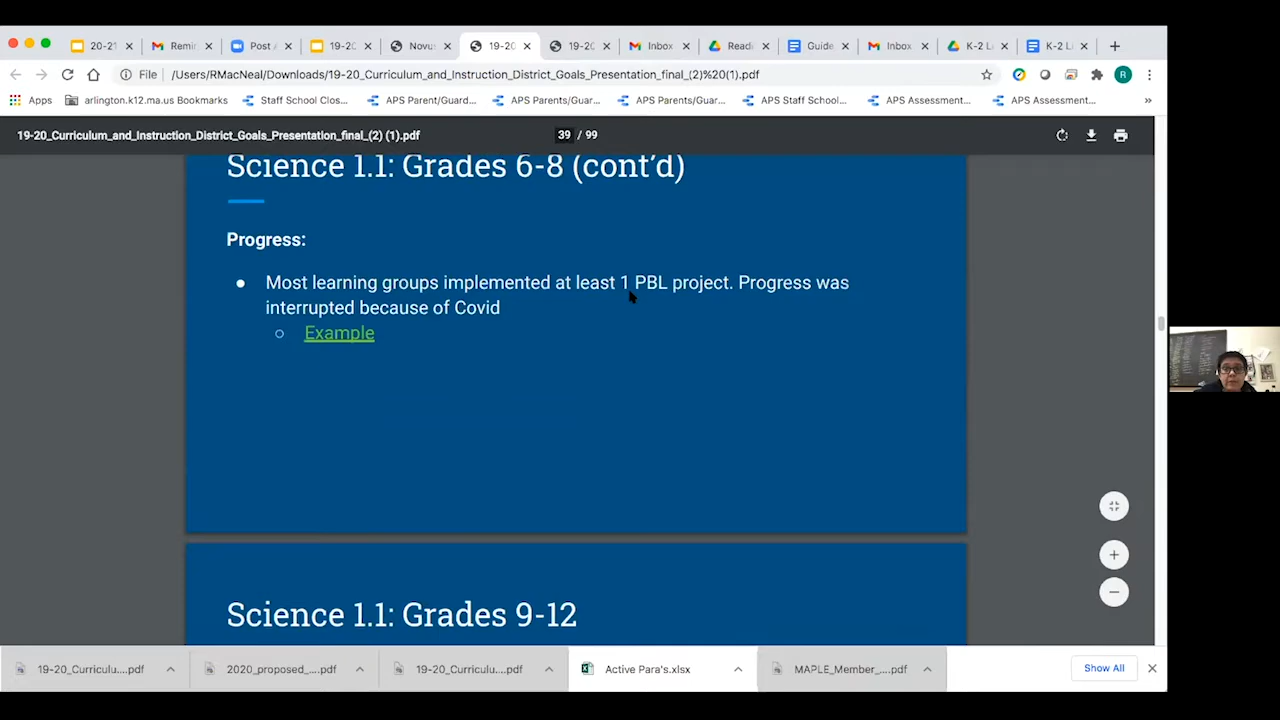 20-21
Remi
Post
19-20
Novus
19-20
19-20
Inbox
Readi
Guide
Inbox
K-2 L
K-2 L
File /Users/RMacNeal/Downloads/19-20_Curriculum_and_Instruction_District_Goals_Presentation_final_(2)%20(1).pdf
R
Apps arlington.k12.ma.us Bookmarks Staff School Clos... APS Parent/Guard... APS Parents/Guar... APS Parents/Guar... APS Staff School... APS Assessment... APS Assessment... »
19-20_Curriculum_and_Instruction_District_Goals_Presentation_final_(2) (1).pdf 39 / 99
Science 1.1: Grades 6-8 (cont'd)
Progress:
● Most learning groups implemented at least 1 PBL project. Progress was
interrupted because of Covid
○ Example
Science 1.1: Grades 9-12
19-20_Curriculu....pdf 2020_proposed_....pdf 19-20_Curriculu....pdf Active Para's.xlsx MAPLE_Member_....pdf Show All